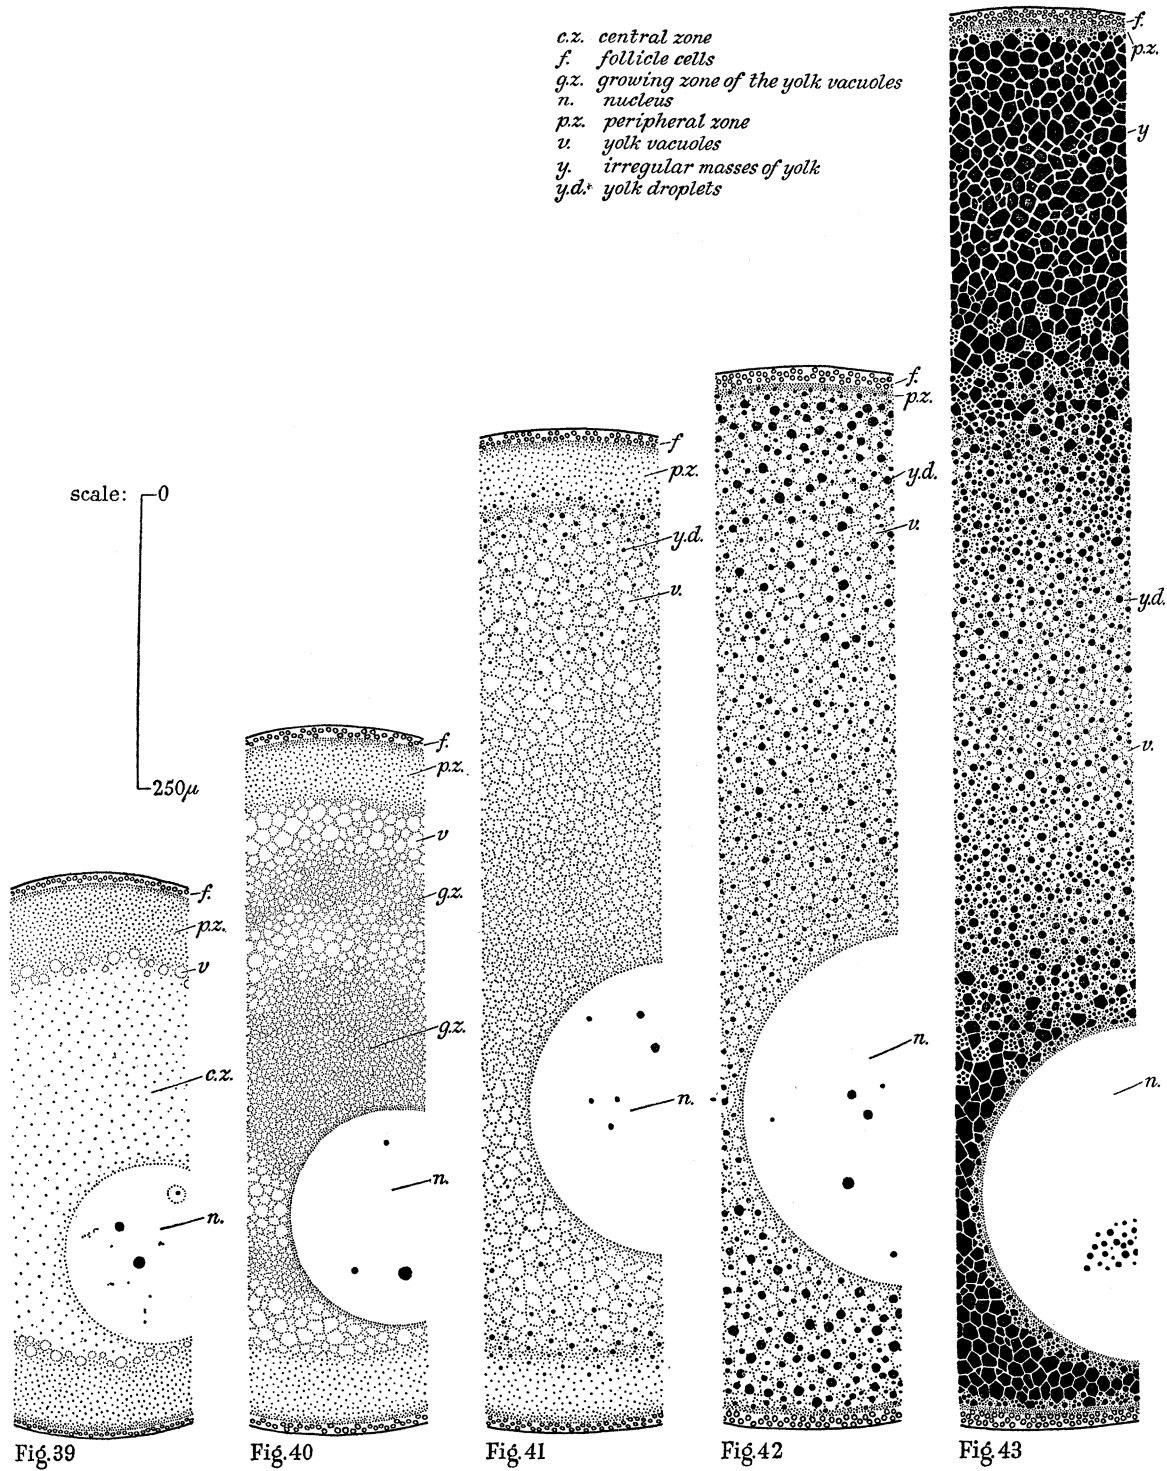 c.z. central zone
f. follicle cells
g.z. growing zone of the yolk vacuoles
n. nucleus
p.z. peripheral zone
v. yolk vacuoles
y. irregular masses of yolk
y.d. yolk droplets
scale: 0
250μ
f.
p.z.
v
c.z.
n.
Fig.39
f.
p.z.
v
g.z.
g.z.
n.
Fig.40
f
p.z.
y.d.
v.
n.
Fig.41
f.
p.z.
y.d.
v.
n.
Fig.42
f.
p.z.
y
y.d.
v.
n.
Fig.43